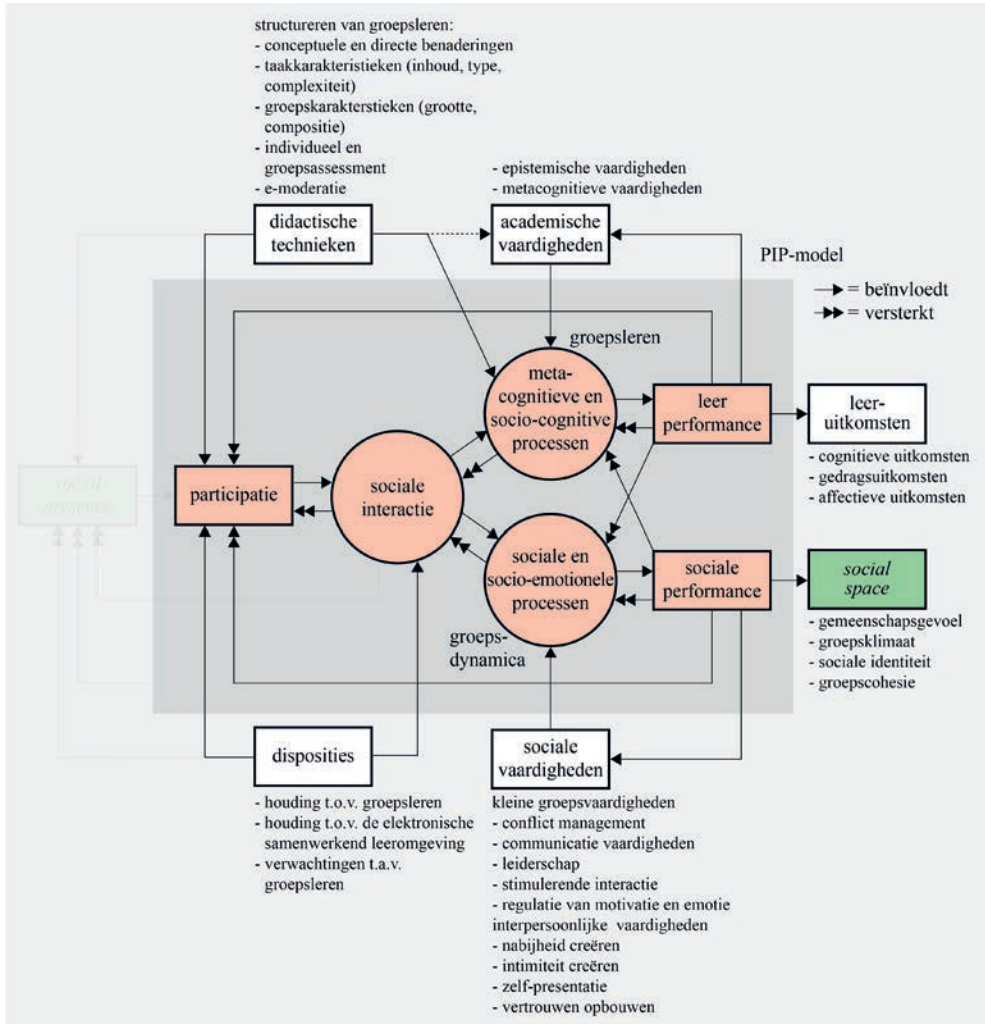 structureren van groepsleren:
- conceptuele en directe benaderingen
- taakkarakteristieken (inhoud, type,
complexiteit)
- groepskarakterstieken (grootte,
compositie)
- individueel en
groepsassessment
- e-moderatie
- epistemische vaardigheden
- metacognitieve vaardigheden
didactische
technieken
academische
vaardigheden
PIP-model
= beïnvloedt
= versterkt
groepsleren
meta-
cognitieve en
socio-cognitive
processen
leer
performance
leer-
uitkomsten
- cognitieve uitkomsten
- gedragsuitkomsten
- affectieve uitkomsten
social
presence
participatie
sociale
interactie
sociale en
socio-emotionele
processen
sociale
performance
social
space
- gemeenschapsgevoel
- groepsklimaat
- sociale identiteit
- groepscohesie
groeps-
dynamica
disposities
- houding t.o.v. groepsleren
- houding t.o.v. de elektronische
samenwerkend leeromgeving
- verwachtingen t.a.v.
groepsleren
sociale
vaardigheden
kleine groepsvaardigheden
- conflict management
- communicatie vaardigheden
- leiderschap
- stimulerende interactie
- regulatie van motivatie en emotie
interpersoonlijke vaardigheden
- nabijheid creëren
- intimiteit creëren
- zelf-presentatie
- vertrouwen opbouwen